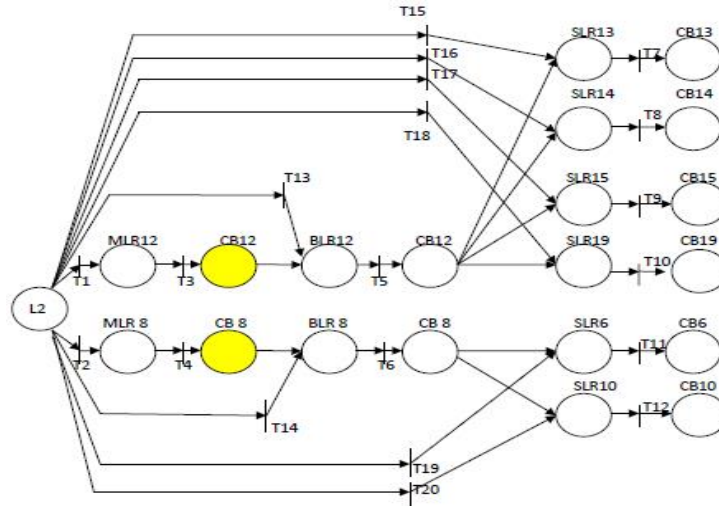 T15
SLR13
CB13
T16
T7
T17
SLR14
CB14
T8
T18
SLR15
CB15
T13
T9
MLR12
CB12
BLR12
CB12
SLR19
CB19
T10
T1
T3
T5
L2
MLR 8
CB 8
BLR 8
CB 8
SLR6
CB6
T2
T4
T6
T11
SLR10
CB10
T14
T12
T19
T20